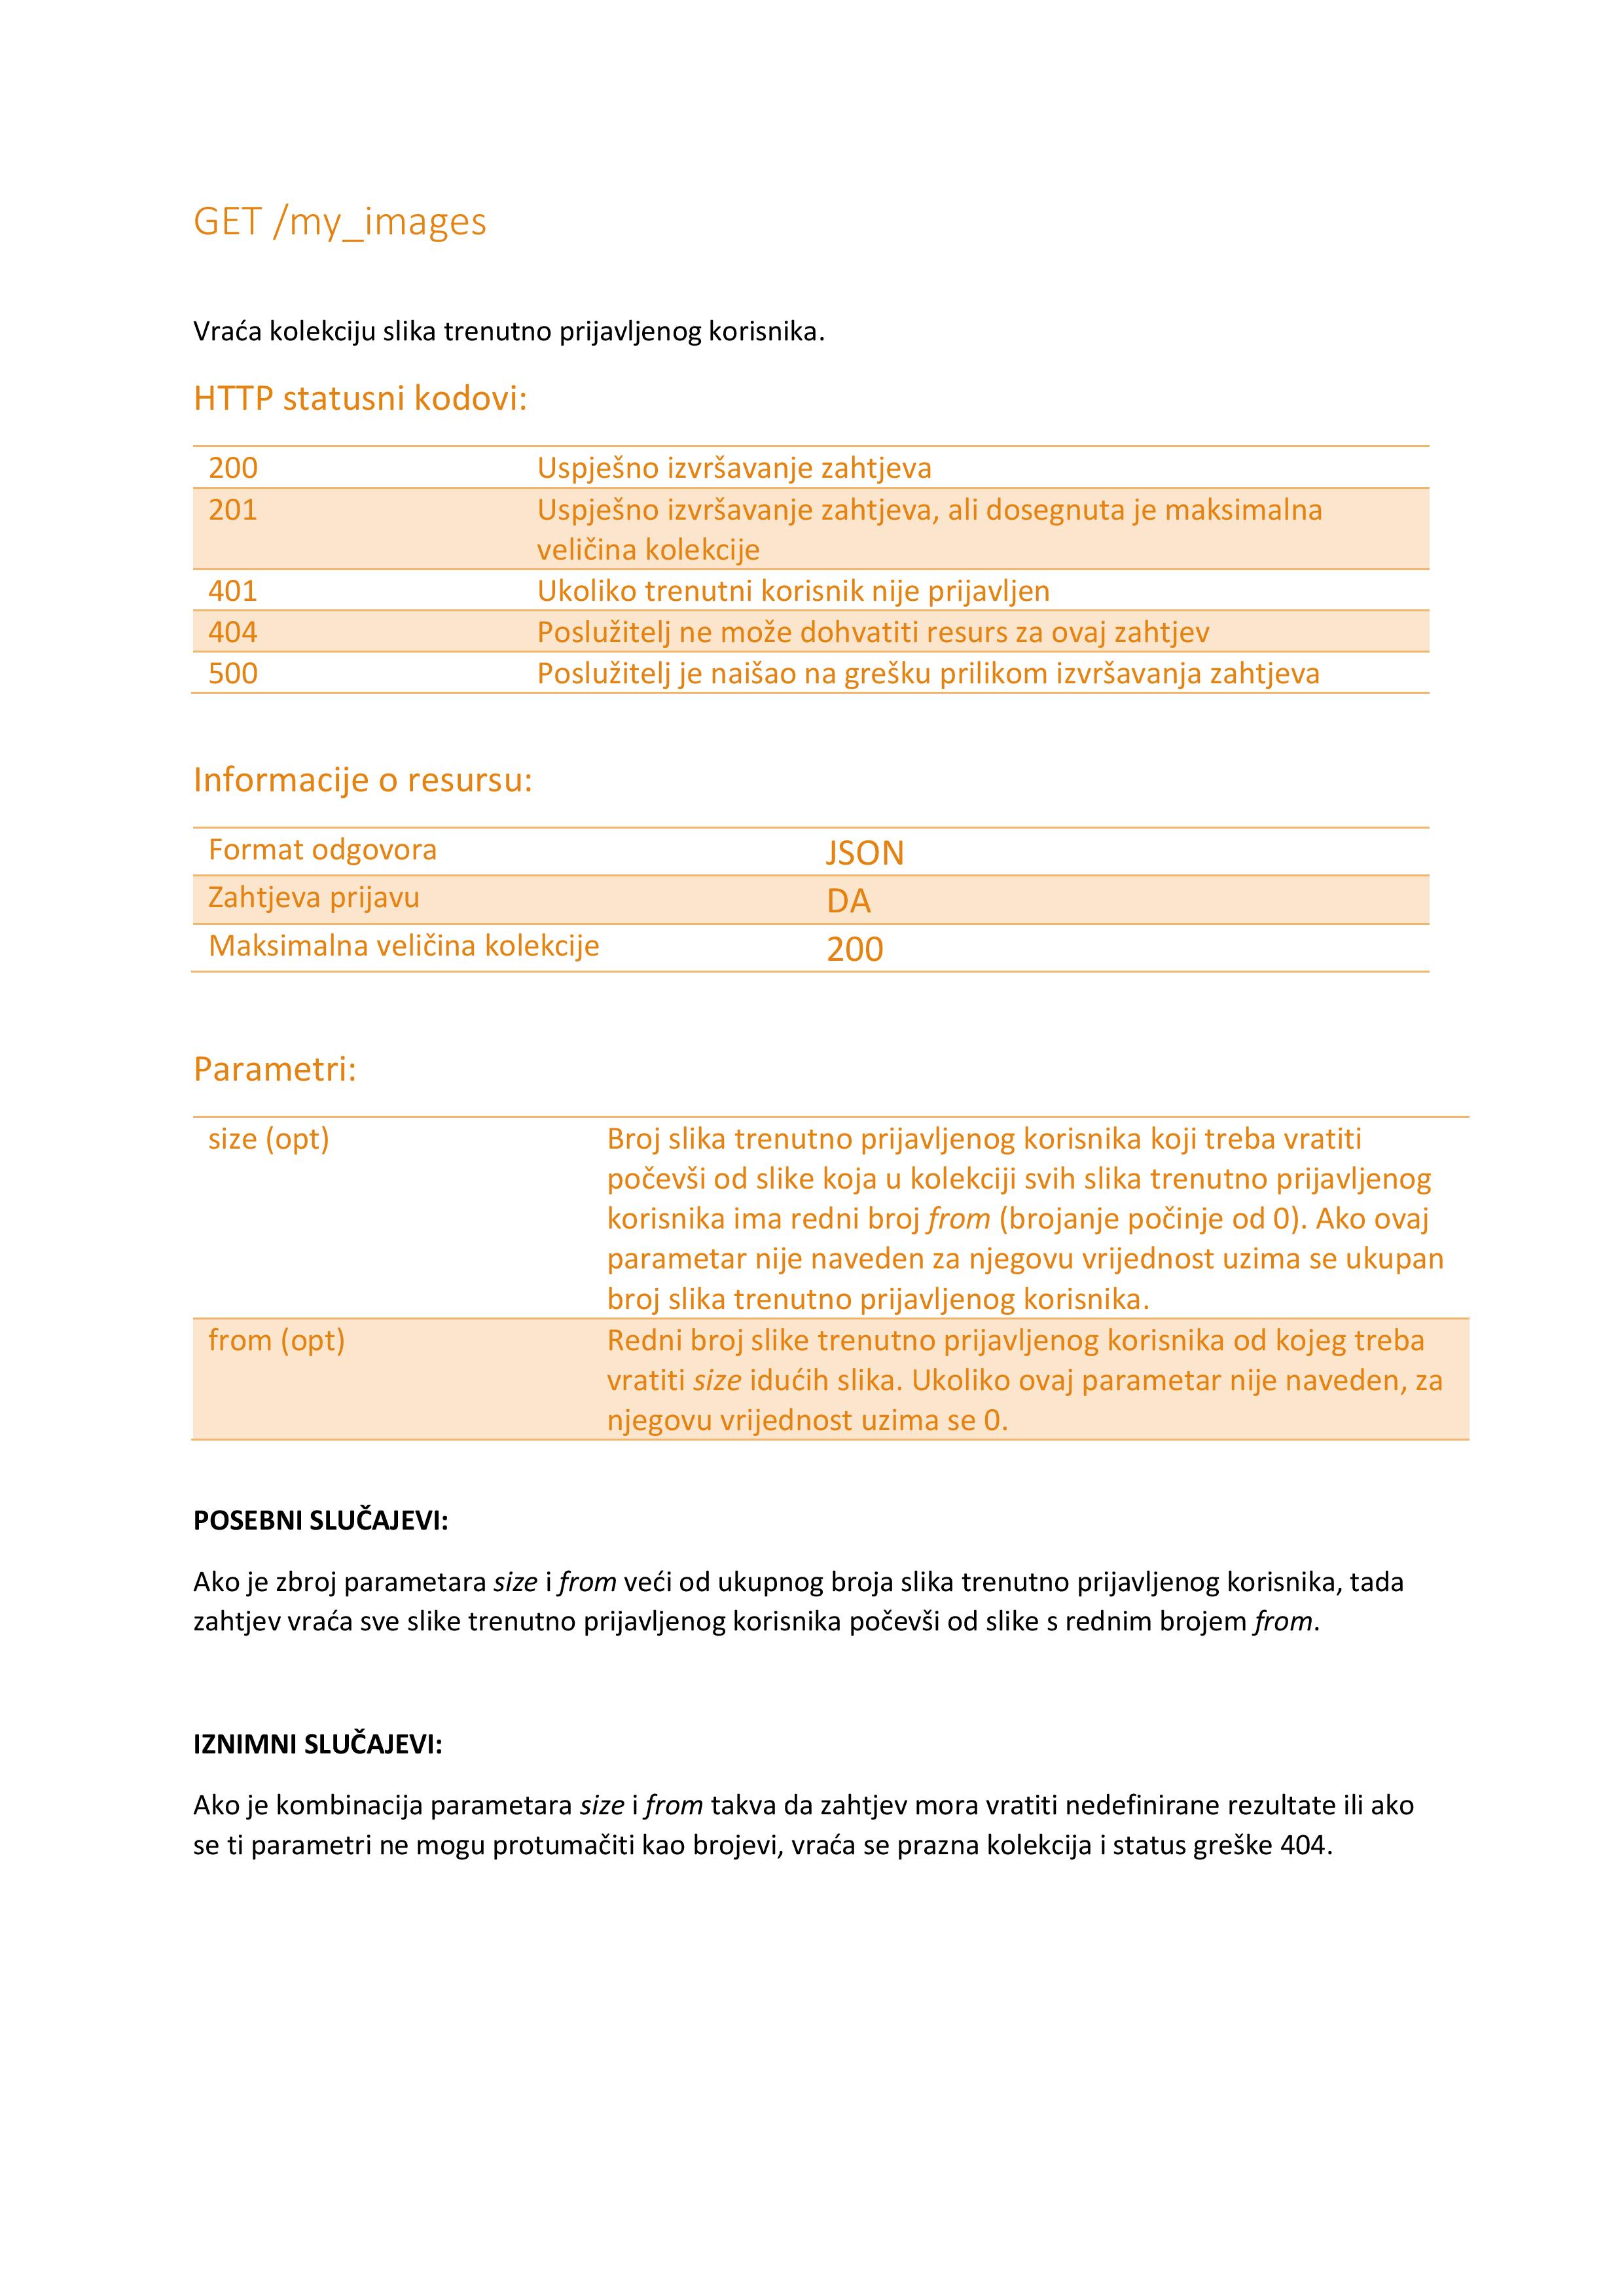 GET /my_images
Vraća kolekciju slika trenutno prijavljenog korisnika.
HTTP statusni kodovi:
200 Uspješno izvršavanje zahtjeva
201 Uspješno izvršavanje zahtjeva, ali dosegnuta je maksimalna
veličina kolekcije
401 Ukoliko trenutni korisnik nije prijavljen
404 Poslužitelj ne može dohvatiti resurs za ovaj zahtjev
500 Poslužitelj je naišao na grešku prilikom izvršavanja zahtjeva
Informacije o resursu:
Format odgovora JSON
Zahtjeva prijavu DA
Maksimalna veličina kolekcije 200
Parametri:
size (opt) Broj slika trenutno prijavljenog korisnika koji treba vratiti
počevši od slike koja u kolekciji svih slika trenutno prijavljenog
korisnika ima redni broj from (brojanje počinje od 0). Ako ovaj
parametar nije naveden za njegovu vrijednost uzima se ukupan
broj slika trenutno prijavljenog korisnika.
from (opt) Redni broj slike trenutno prijavljenog korisnika od kojeg treba
vratiti size idućih slika. Ukoliko ovaj parametar nije naveden, za
njegovu vrijednost uzima se 0.
POSEBNI SLUČAJEVI:
Ako je zbroj parametara size i from veći od ukupnog broja slika trenutno prijavljenog korisnika, tada
zahtjev vraća sve slike trenutno prijavljenog korisnika počevši od slike s rednim brojem from.
IZNIMNI SLUČAJEVI:
Ako je kombinacija parametara size i from takva da zahtjev mora vratiti nedefinirane rezultate ili ako
se ti parametri ne mogu protumačiti kao brojevi, vraća se prazna kolekcija i status greške 404.